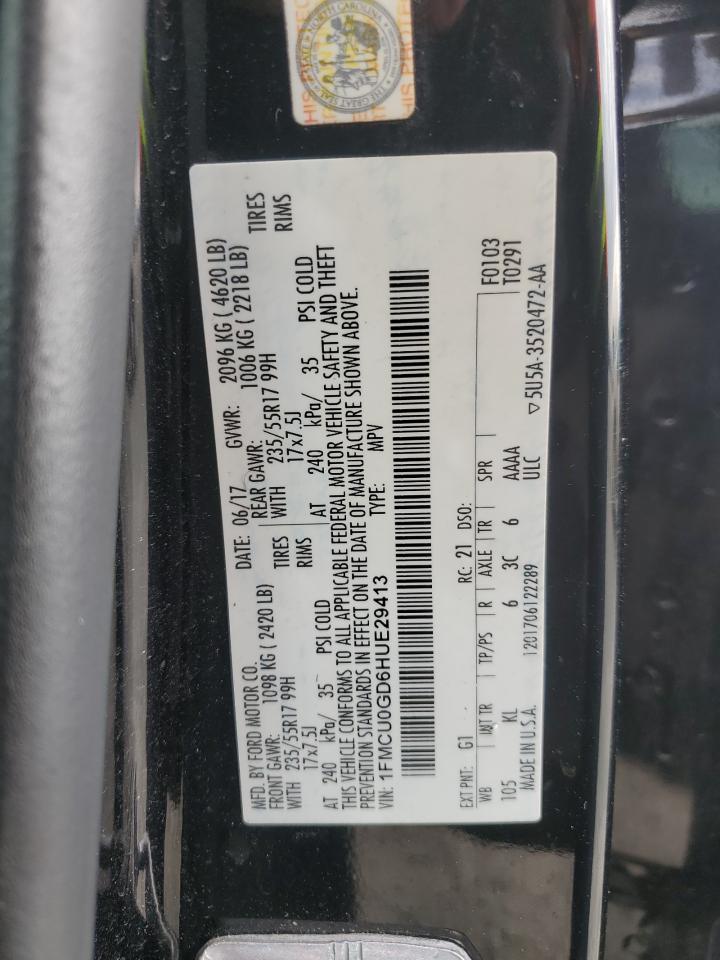 MFD. BY FORD MOTOR CO. DATE: 06/17 GVWR: 2096 KG ( 4620 LB)
FRONT GAWR: 1098 KG ( 2420 LB) REAR GAWR: 1006 KG ( 2218 LB)
WITH 235/55R17 99H TIRES WITH 235/55R17 99H TIRES
17x7.5J RIMS 17x7.5J RIMS
AT 240 kPa/ 35 PSI COLD AT 240 kPa/ 35 PSI COLD
THIS VEHICLE CONFORMS TO ALL APPLICABLE FEDERAL MOTOR VEHICLE SAFETY AND THEFT
PREVENTION STANDARDS IN EFFECT ON THE DATE OF MANUFACTURE SHOWN ABOVE.
VIN: 1FMCU0GD6HUE29413 TYPE: MPV
EXT PNT: G1 RC: 21 DSO: F0103
WB INT TR TP/PS R AXLE TR SPR T0291
105 KL 6 3C 6 AAAA
MADE IN U.S.A. 1201706122289 ULC ▽5U5A-3520472-AA
NORTH CAROLINA
THE GREAT SEAL